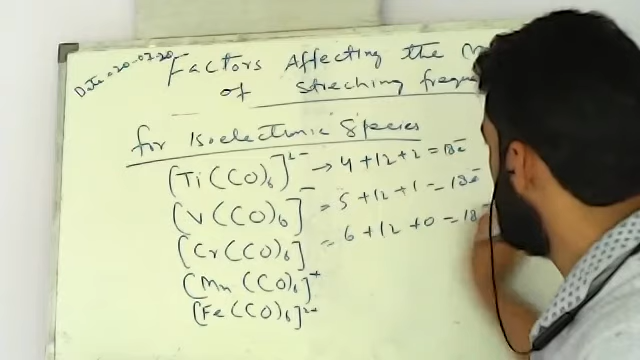 Date = 20-03-20
Factors Affecting the
of streching
for Isoelectronic Species
[Ti(CO)₆]²⁻ → 4+12+2 = 18e⁻
[V(CO)₆]⁻ = 5+12+1 = 18e⁻
[Cr(CO)₆] = 6+12+0 = 18
[Mn(CO)₆]⁺
[Fe(CO)₆]²⁺